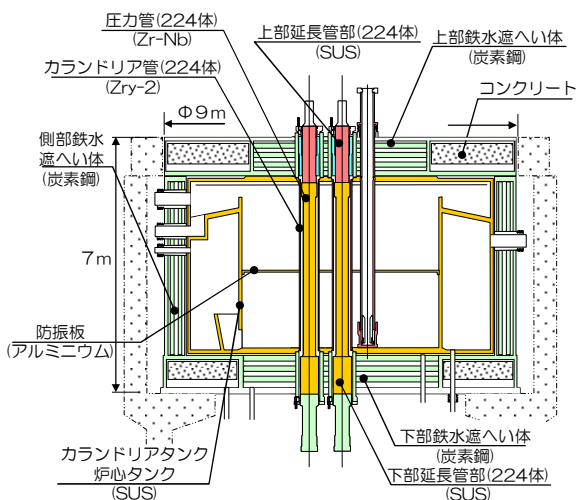 圧力管(224体)
(Zr-Nb)
カランドリア管(224体)
(Zry-2)
上部延長管部(224体)
(SUS)
上部鉄水遮へい体
(炭素鋼)
コンクリート
Φ9m
側部鉄水
遮へい体
(炭素鋼)
7m
防振板
(アルミニウム)
カランドリアタンク
炉心タンク
(SUS)
下部鉄水遮へい体
(炭素鋼)
下部延長管部(224体)
(SUS)